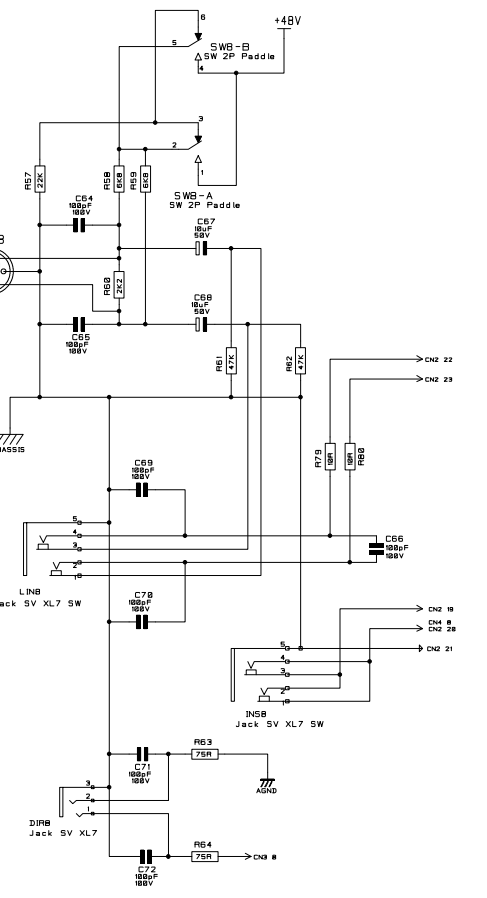 6
+48V
5
SW8-B
SW 2P Paddle
4
3
2
1
R57
22K
R58
6K8
R59
6K8
SW8-A
SW 2P Paddle
C64
100pF
100V
C67
10uF
50V
R60
2K2
C68
10uF
50V
C65
100pF
100V
R61
47K
R62
47K
CN2 22
CN2 23
R79
10R
10R
R80
C69
100pF
100V
5
4
3
2
1
C66
100pF
100V
LIN8
ack SV XL7 SW
C70
100pF
100V
CN2 19
CN4 8
CN2 20
CN2 21
5
4
3
2
1
INS8
Jack SV XL7 SW
R63
75R
C71
100pF
100V
AGND
3
2
1
DIR8
Jack SV XL7
R64
75R
CN3 8
C72
100pF
100V